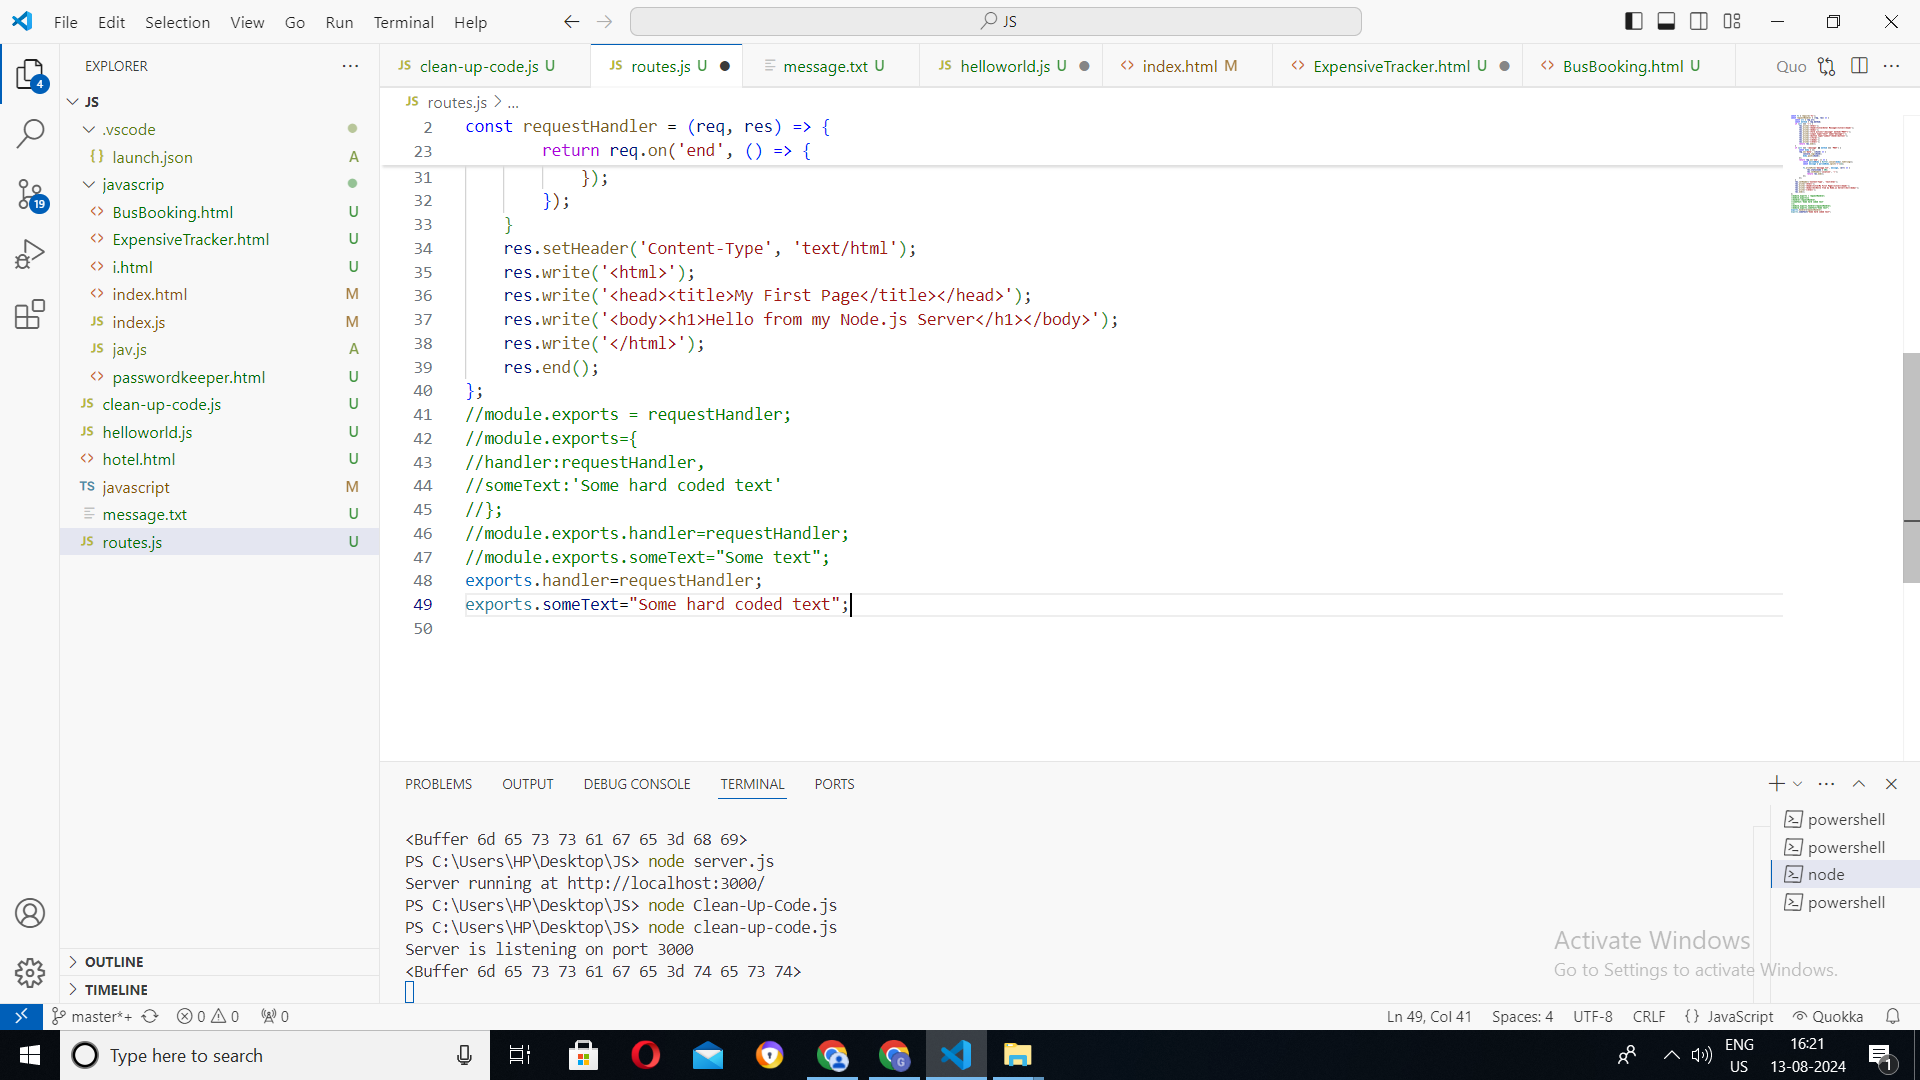 File Edit Selection View Go Run Terminal Help
JS
EXPLORER
JS
.vscode
{} launch.json A
javascrip
<> BusBooking.html U
<> ExpensiveTracker.html U
<> i.html U
<> index.html M
JS index.js M
JS jav.js A
<> passwordkeeper.html U
JS clean-up-code.js U
JS helloworld.js U
<> hotel.html U
TS javascript M
message.txt U
JS routes.js U
OUTLINE
TIMELINE
4
19
JS clean-up-code.js U
JS routes.js U
message.txt U
JS helloworld.js U
<> index.html M
<> ExpensiveTracker.html U
<> BusBooking.html U
Quo
JS routes.js > ...
2 const requestHandler = (req, res) => {
23 return req.on('end', () => {
31 });
32 });
33 }
34 res.setHeader('Content-Type', 'text/html');
35 res.write('<html>');
36 res.write('<head><title>My First Page</title></head>');
37 res.write('<body><h1>Hello from my Node.js Server</h1></body>');
38 res.write('</html>');
39 res.end();
40 };
41 //module.exports = requestHandler;
42 //module.exports={
43 //handler:requestHandler,
44 //someText:'Some hard coded text'
45 //};
46 //module.exports.handler=requestHandler;
47 //module.exports.someText="Some text";
48 exports.handler=requestHandler;
49 exports.someText="Some hard coded text";
50
PROBLEMS OUTPUT DEBUG CONSOLE TERMINAL PORTS
<Buffer 6d 65 73 73 61 67 65 3d 68 69>
PS C:\Users\HP\Desktop\JS> node server.js
Server running at http://localhost:3000/
PS C:\Users\HP\Desktop\JS> node Clean-Up-Code.js
PS C:\Users\HP\Desktop\JS> node clean-up-code.js
Server is listening on port 3000
<Buffer 6d 65 73 73 61 67 65 3d 74 65 73 74>
powershell
powershell
node
powershell
Activate Windows
Go to Settings to activate Windows.
master*+ 0 0 0
Ln 49, Col 41 Spaces: 4 UTF-8 CRLF {} JavaScript Quokka
Type here to search
G
ENG
US
16:21
13-08-2024
1